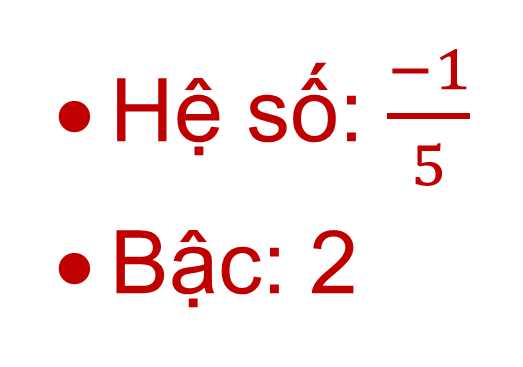 • Hệ số: −1/5
• Bậc: 2